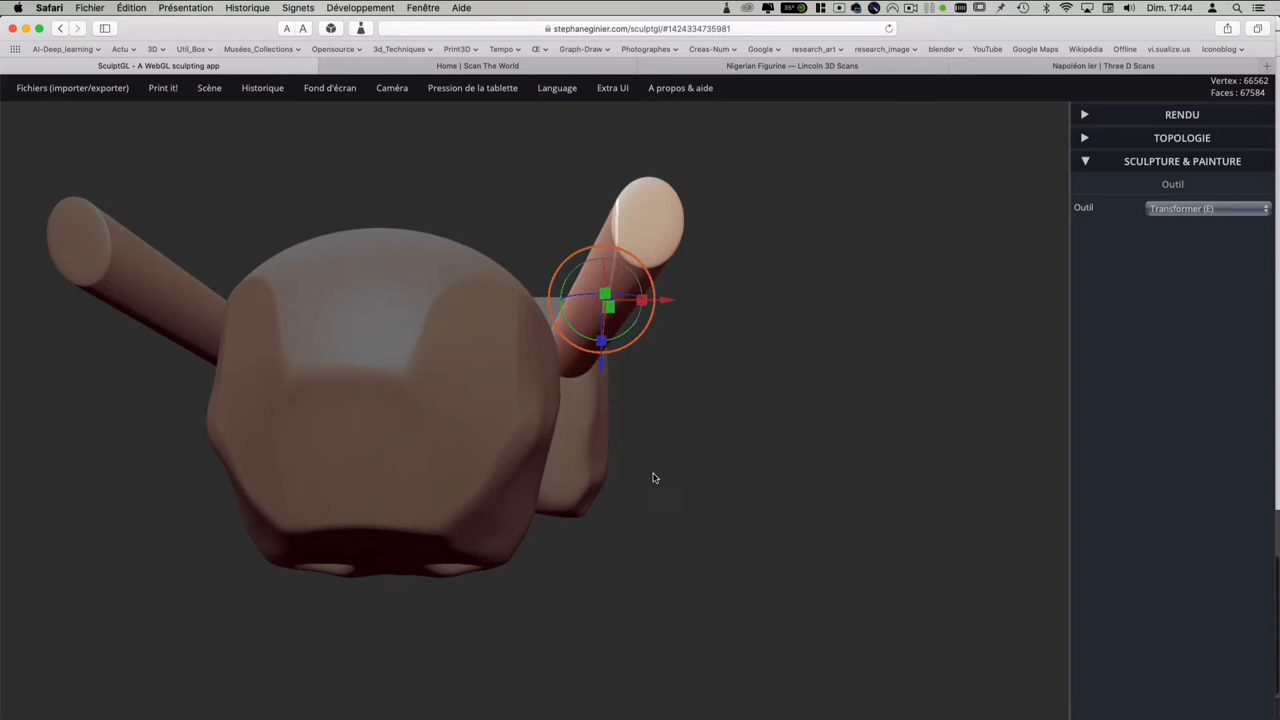 Safari Fichier Édition Présentation Historique Signets Développement Fenêtre Aide 35° Dim. 17:44
A A stephaneginier.com/sculptgl/#1424334735981
AI-Deep_learning Actu 3D Util_Box Musées_Collections Opensource 3d_Techniques Print3D Tempo Œ Graph-Draw Photographes Creas-Num Google research_art research_image blender YouTube Google Maps Wikipédia Offline vi.sualize.us Iconoblog
SculptGL - A WebGL sculpting app Home | Scan The World Nigerian Figurine — Lincoln 3D Scans Napoléon Ier | Three D Scans
Fichiers (importer/exporter) Print it! Scène Historique Fond d'écran Caméra Pression de la tablette Language Extra UI A propos & aide
Vertex : 66562
Faces : 67584
RENDU
TOPOLOGIE
SCULPTURE & PAINTURE
Outil
Outil Transformer (E)